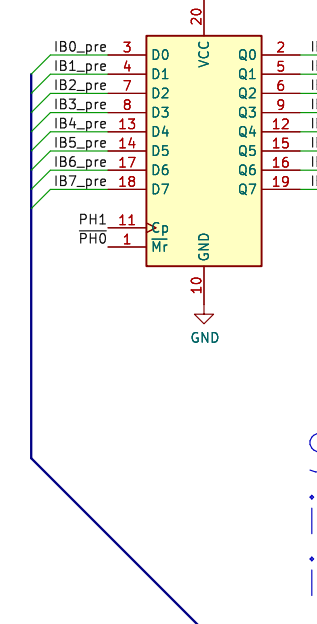 20
VCC
IB0_pre 3 D0 Q0 2
IB1_pre 4 D1 Q1 5
IB2_pre 7 D2 Q2 6
IB3_pre 8 D3 Q3 9
IB4_pre 13 D4 Q4 12
IB5_pre 14 D5 Q5 15
IB6_pre 17 D6 Q6 16
IB7_pre 18 D7 Q7 19
PH1 11 Cp
PH0 1 Mr
GND
10
GND